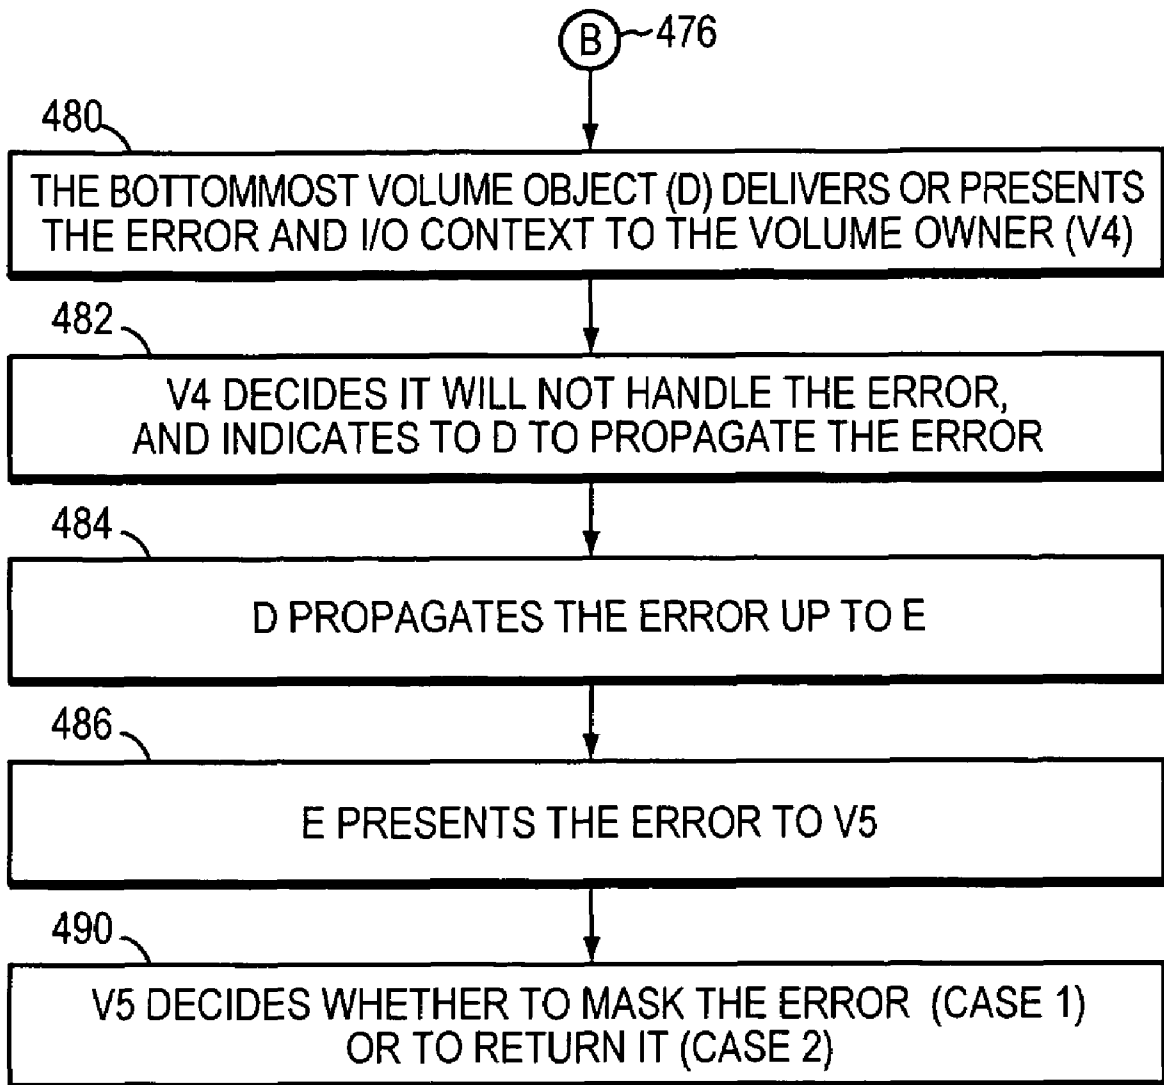 B
476
480
THE BOTTOMMOST VOLUME OBJECT (D) DELIVERS OR PRESENTS
THE ERROR AND I/O CONTEXT TO THE VOLUME OWNER (V4)
482
V4 DECIDES IT WILL NOT HANDLE THE ERROR,
AND INDICATES TO D TO PROPAGATE THE ERROR
484
D PROPAGATES THE ERROR UP TO E
486
E PRESENTS THE ERROR TO V5
490
V5 DECIDES WHETHER TO MASK THE ERROR (CASE 1)
OR TO RETURN IT (CASE 2)